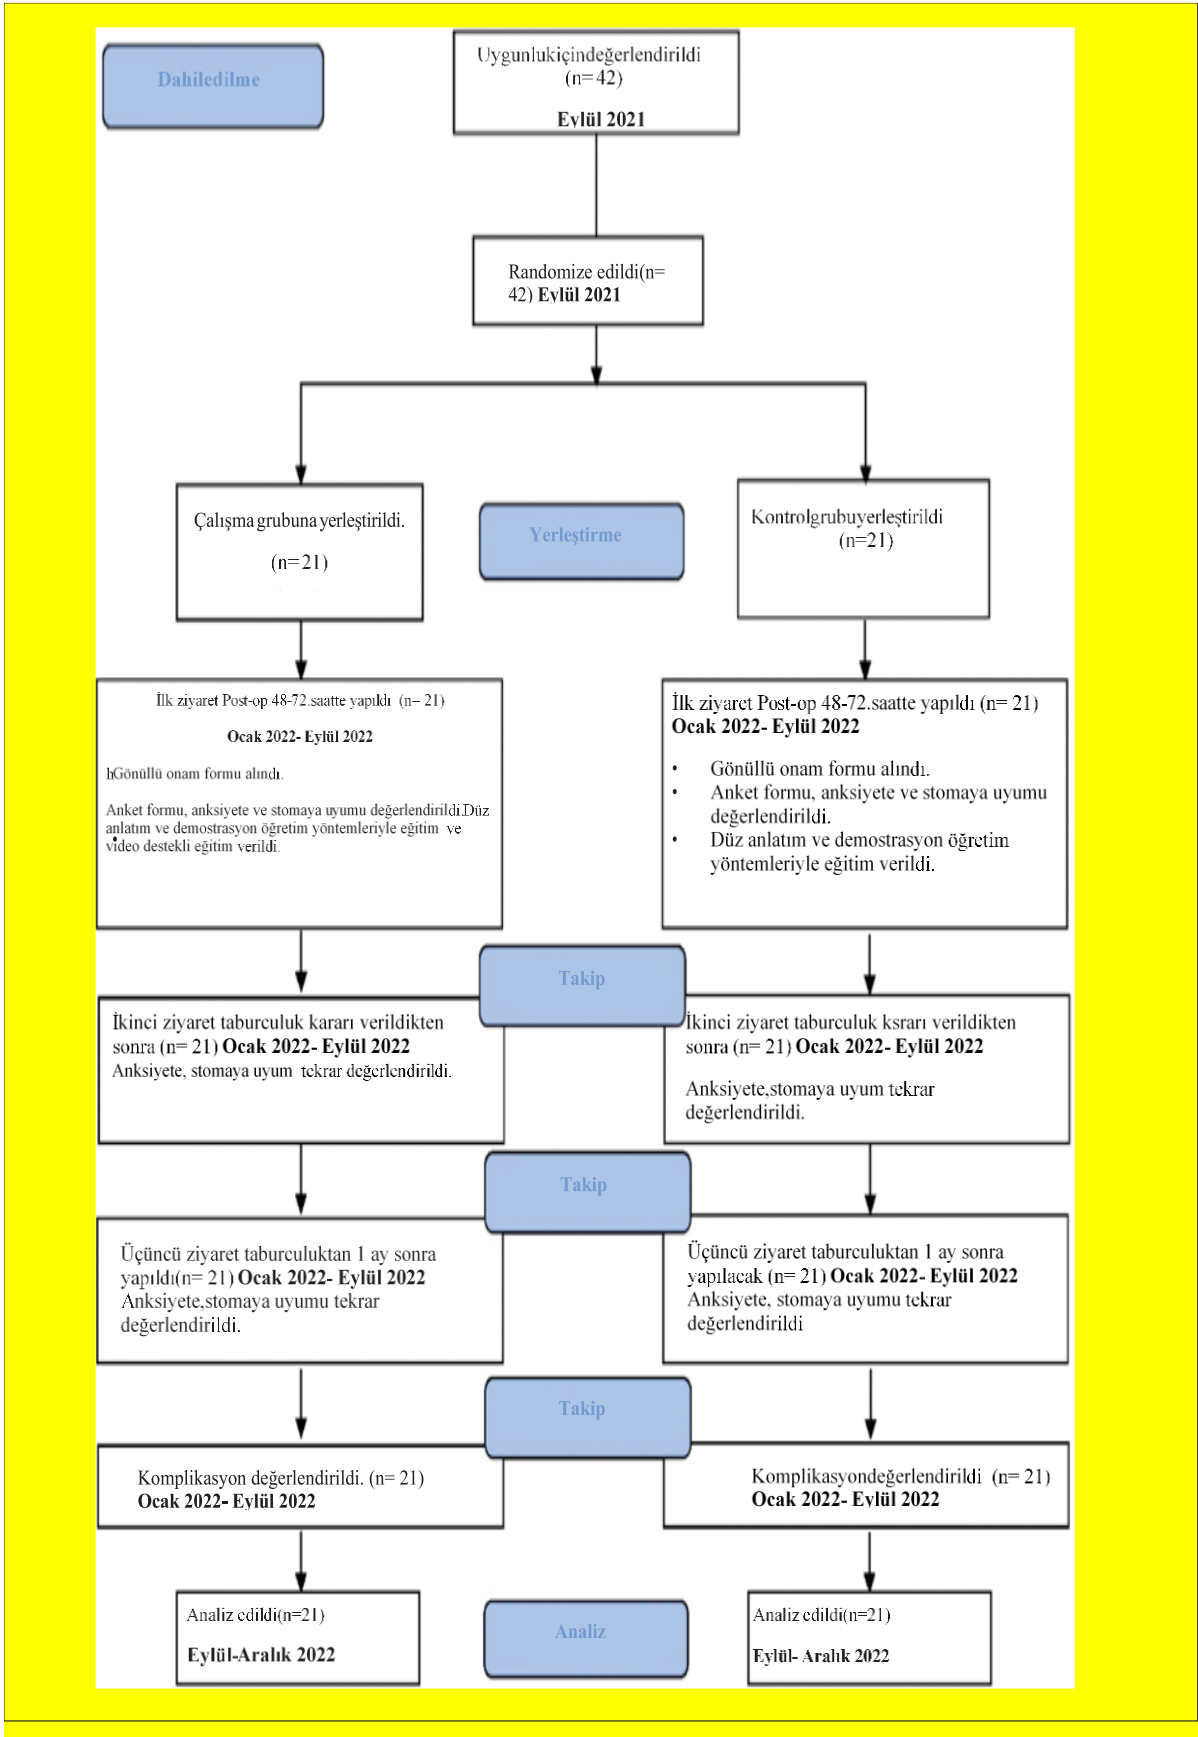 Dahiledilme
Uygunlukiçindeğerlendirildi
(n= 42)
Eylül 2021
Randomize edildi(n=
42) Eylül 2021
Çalışma grubuna yerleştirildi.
(n= 21)
Yerleştirme
Kontrolgrubuyerleştirildi
(n=21)
İlk ziyaret Post-op 48-72.saatte yapıldı (n= 21)
Ocak 2022- Eylül 2022
hGönüllü onam formu alındı.
Anket formu, anksiyete ve stomaya uyumu değerlendirildi.Düz
anlatım ve demostrasyon öğretim yöntemleriyle eğitim ve
video destekli eğitim verildi.
İlk ziyaret Post-op 48-72.saatte yapıldı (n= 21)
Ocak 2022- Eylül 2022
• Gönüllü onam formu alındı.
• Anket formu, anksiyete ve stomaya uyumu
değerlendirildi.
• Düz anlatım ve demostrasyon öğretim
yöntemleriyle eğitim verildi.
Takip
İkinci ziyaret taburculuk kararı verildikten
sonra (n= 21) Ocak 2022- Eylül 2022
Anksiyete, stomaya uyum tekrar değerlendirildi.
İkinci ziyaret taburculuk ksrarı verildikten
sonra (n= 21) Ocak 2022- Eylül 2022
Anksiyete,stomaya uyum tekrar
değerlendirildi.
Takip
Üçüncü ziyaret taburculuktan 1 ay sonra
yapıldı(n= 21) Ocak 2022- Eylül 2022
Anksiyete,stomaya uyumu tekrar
değerlendirildi.
Üçüncü ziyaret taburculuktan 1 ay sonra
yapılacak (n= 21) Ocak 2022- Eylül 2022
Anksiyete, stomaya uyumu tekrar
değerlendirildi
Takip
Komplikasyon değerlendirildi. (n= 21)
Ocak 2022- Eylül 2022
Komplikasyondeğerlendirildi (n= 21)
Ocak 2022- Eylül 2022
Analiz edildi(n=21)
Eylül-Aralık 2022
Analiz
Analiz edildi(n=21)
Eylül- Aralık 2022